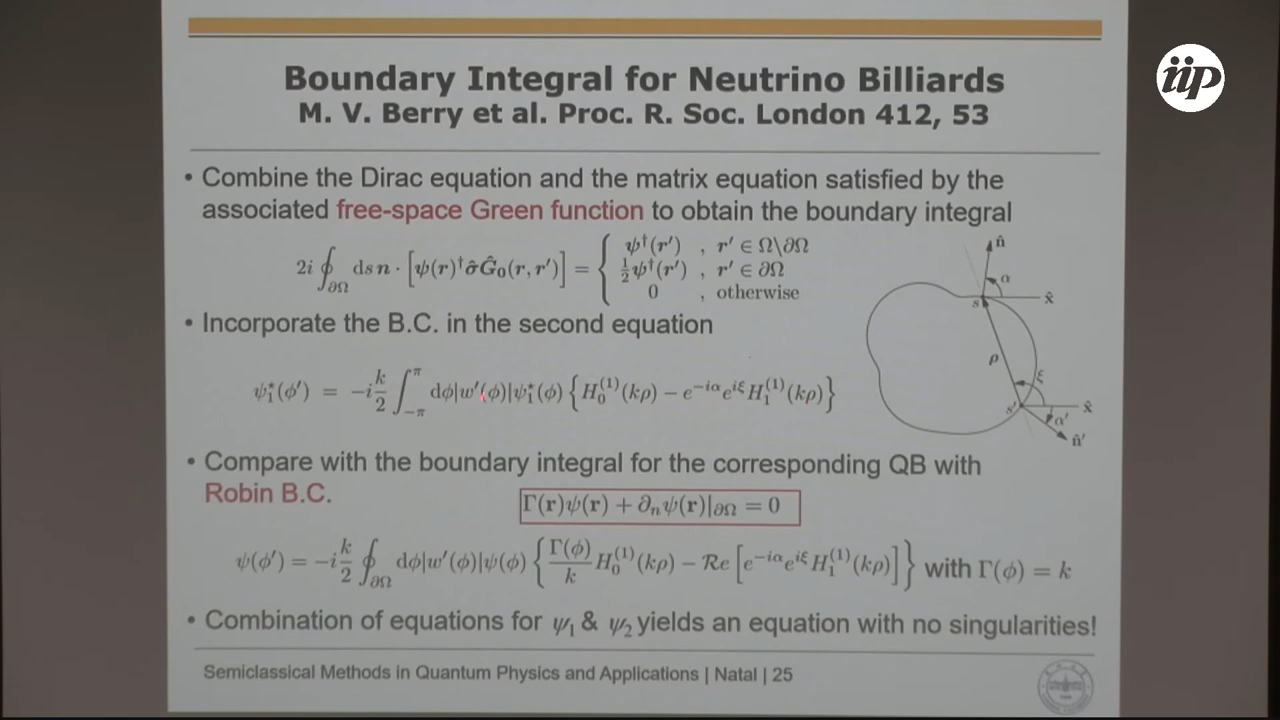 iip
Boundary Integral for Neutrino Billiards
M. V. Berry et al. Proc. R. Soc. London 412, 53
• Combine the Dirac equation and the matrix equation satisfied by the
associated free-space Green function to obtain the boundary integral
2i ∮_∂Ω ds n · [ψ(r)†σ̂Ĝ₀(r, r′)] = { ψ†(r′) , r′ ∈ Ω\∂Ω
½ψ†(r′) , r′ ∈ ∂Ω
0 , otherwise
• Incorporate the B.C. in the second equation
ψ₁*(φ′) = −i k/2 ∫_{−π}^{π} dφ|w′(φ)|ψ₁*(φ) {H₀^(1)(kρ) − e^{−iα}e^{iξ}H₁^(1)(kρ)}
n̂
α
x̂
s
ρ
ξ
s′
x̂
α′
n̂′
• Compare with the boundary integral for the corresponding QB with
Robin B.C.
Γ(r)ψ(r) + ∂ₙψ(r)|_∂Ω = 0
ψ(φ′) = −i k/2 ∮_∂Ω dφ|w′(φ)|ψ(φ) {Γ(φ)/k H₀^(1)(kρ) − Re [e^{−iα}e^{iξ}H₁^(1)(kρ)]} with Γ(φ) = k
• Combination of equations for ψ₁ & ψ₂ yields an equation with no singularities!
Semiclassical Methods in Quantum Physics and Applications | Natal | 25